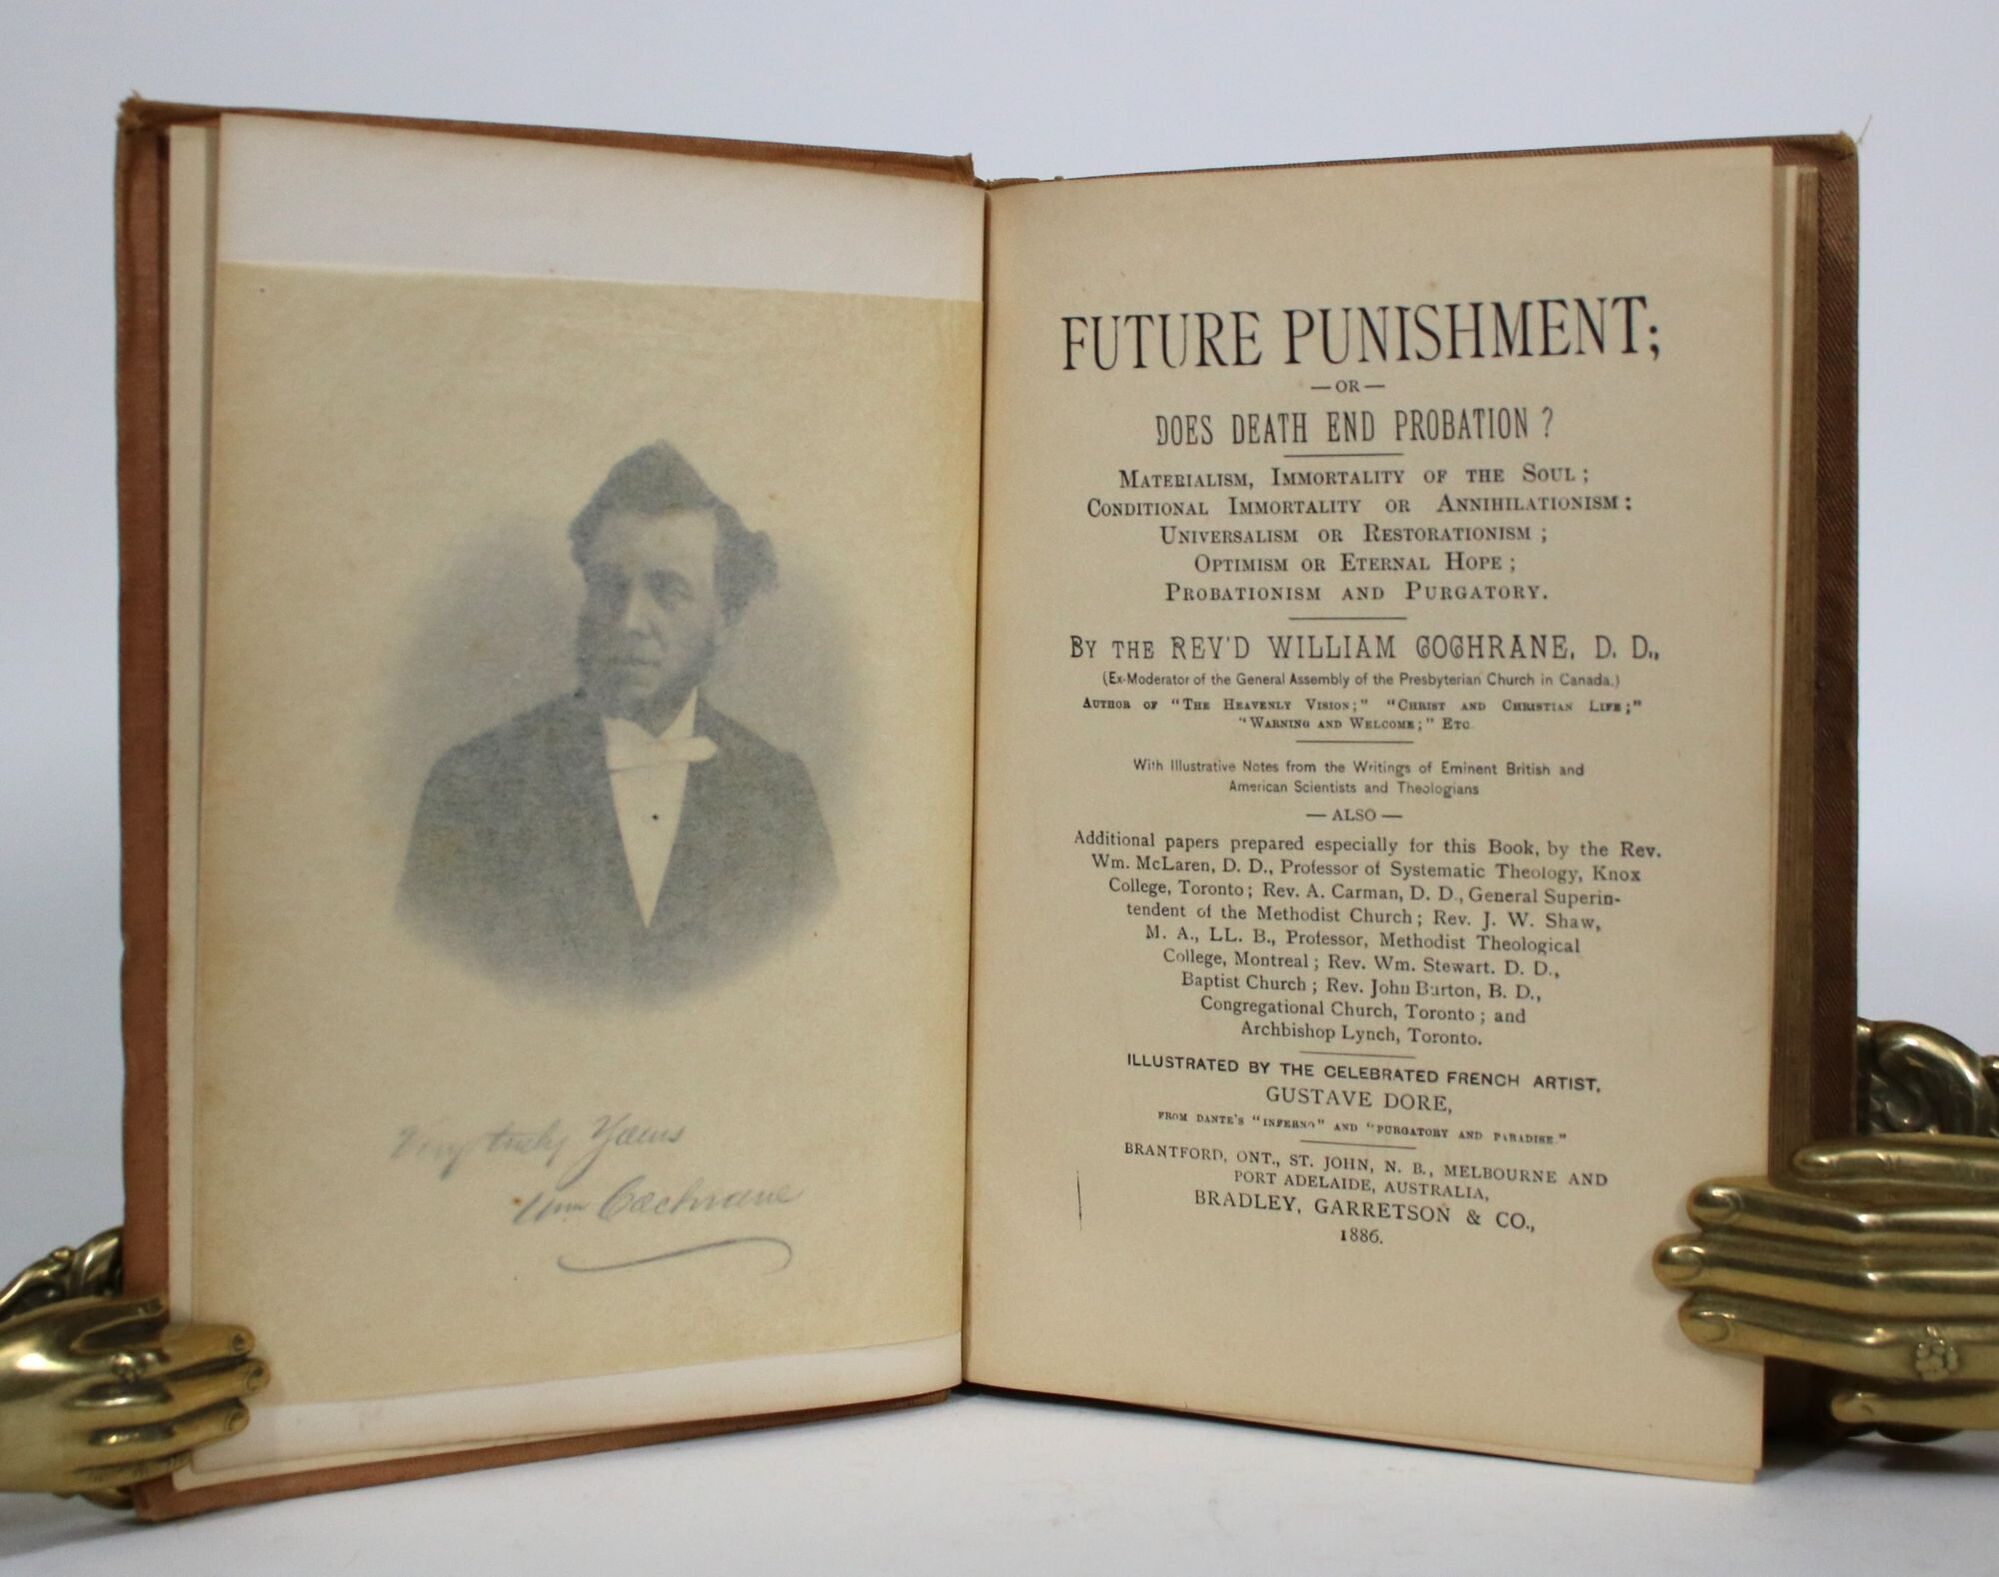 Very truly Yours
Wm Cochrane
FUTURE PUNISHMENT;
—OR—
DOES DEATH END PROBATION?
MATERIALISM, IMMORTALITY OF THE SOUL;
CONDITIONAL IMMORTALITY OR ANNIHILATIONISM:
UNIVERSALISM OR RESTORATIONISM;
OPTIMISM OR ETERNAL HOPE;
PROBATIONISM AND PURGATORY.
BY THE REV'D WILLIAM COCHRANE, D. D.,
(Ex-Moderator of the General Assembly of the Presbyterian Church in Canada.)
AUTHOR OF "THE HEAVENLY VISION;" "CHRIST AND CHRISTIAN LIFE;"
"WARNING AND WELCOME;" ETC
With Illustrative Notes from the Writings of Eminent British and
American Scientists and Theologians
—ALSO—
Additional papers prepared especially for this Book, by the Rev.
Wm. McLaren, D. D., Professor of Systematic Theology, Knox
College, Toronto; Rev. A. Carman, D. D., General Superin-
tendent of the Methodist Church; Rev. J. W. Shaw,
M. A., LL. B., Professor, Methodist Theological
College, Montreal; Rev. Wm. Stewart. D. D.,
Baptist Church; Rev. John Burton, B. D.,
Congregational Church, Toronto; and
Archbishop Lynch, Toronto.
ILLUSTRATED BY THE CELEBRATED FRENCH ARTIST,
GUSTAVE DORE,
FROM DANTE'S "INFERNO" AND "PURGATORY AND PARADISE"
BRANTFORD, ONT., ST. JOHN, N. B., MELBOURNE AND
PORT ADELAIDE, AUSTRALIA,
BRADLEY, GARRETSON & CO.,
1886.